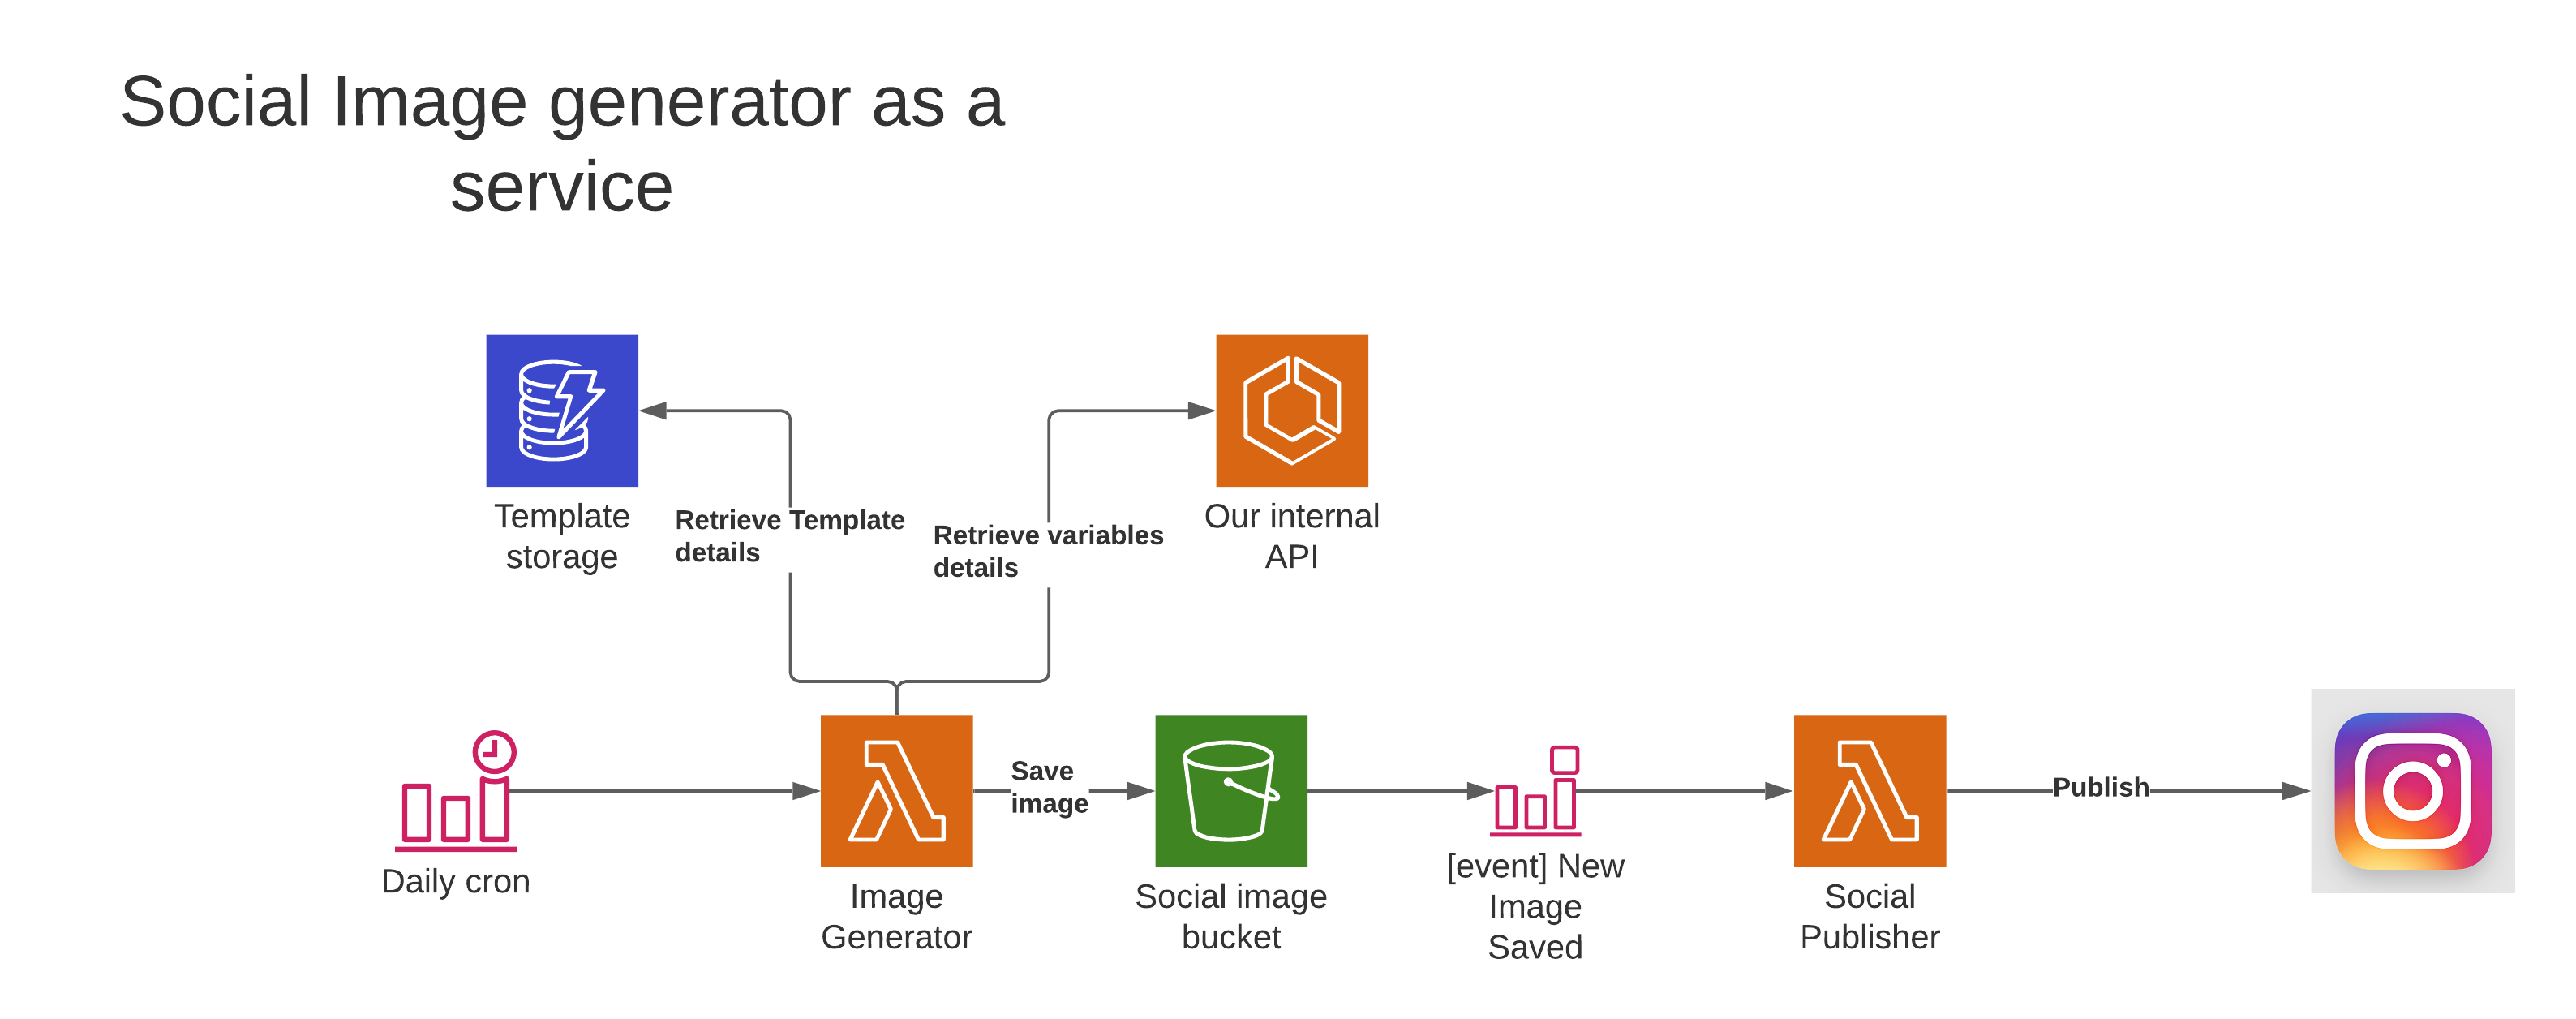 Social Image generator as a
service
Template
storage
Retrieve Template
details
Retrieve variables
details
Our internal
API
Daily cron
Image
Generator
Save
image
Social image
bucket
[event] New
Image
Saved
Social
Publisher
Publish